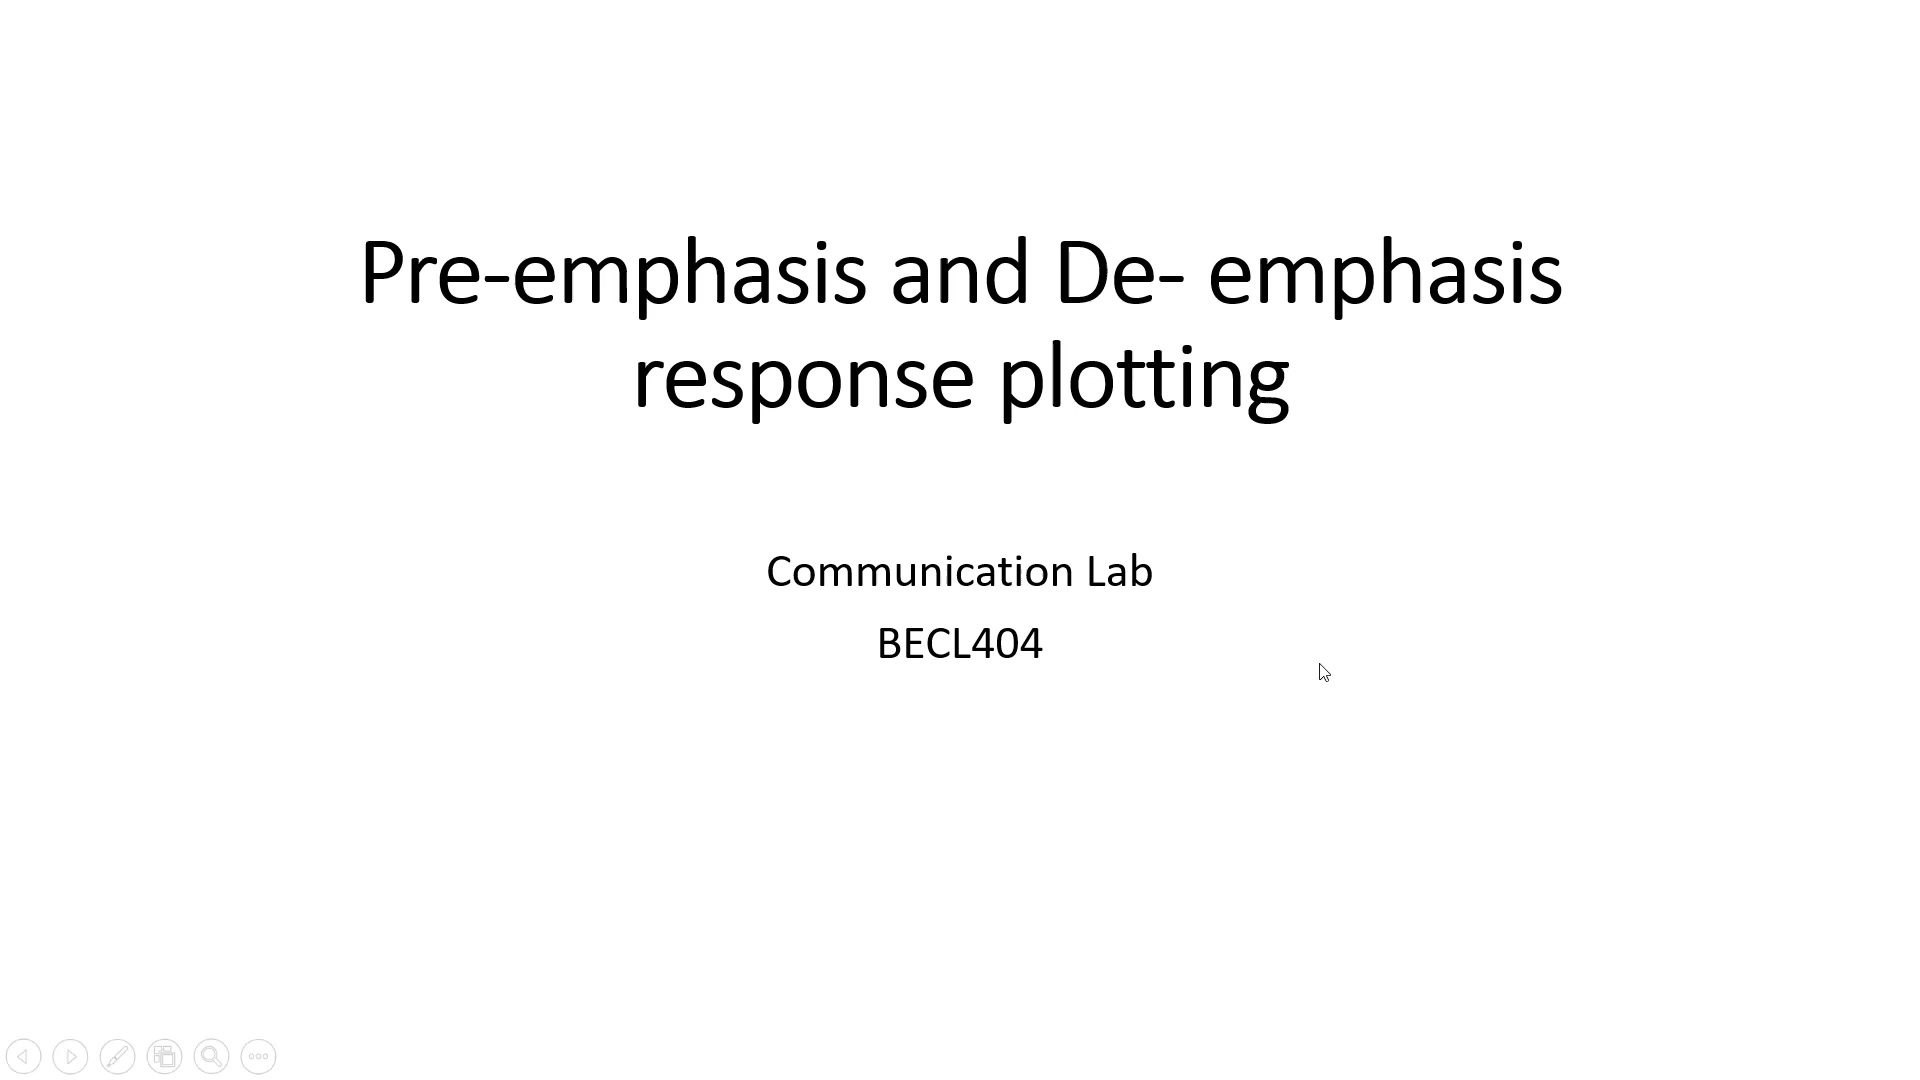 Pre-emphasis and De- emphasis
response plotting
Communication Lab
BECL404